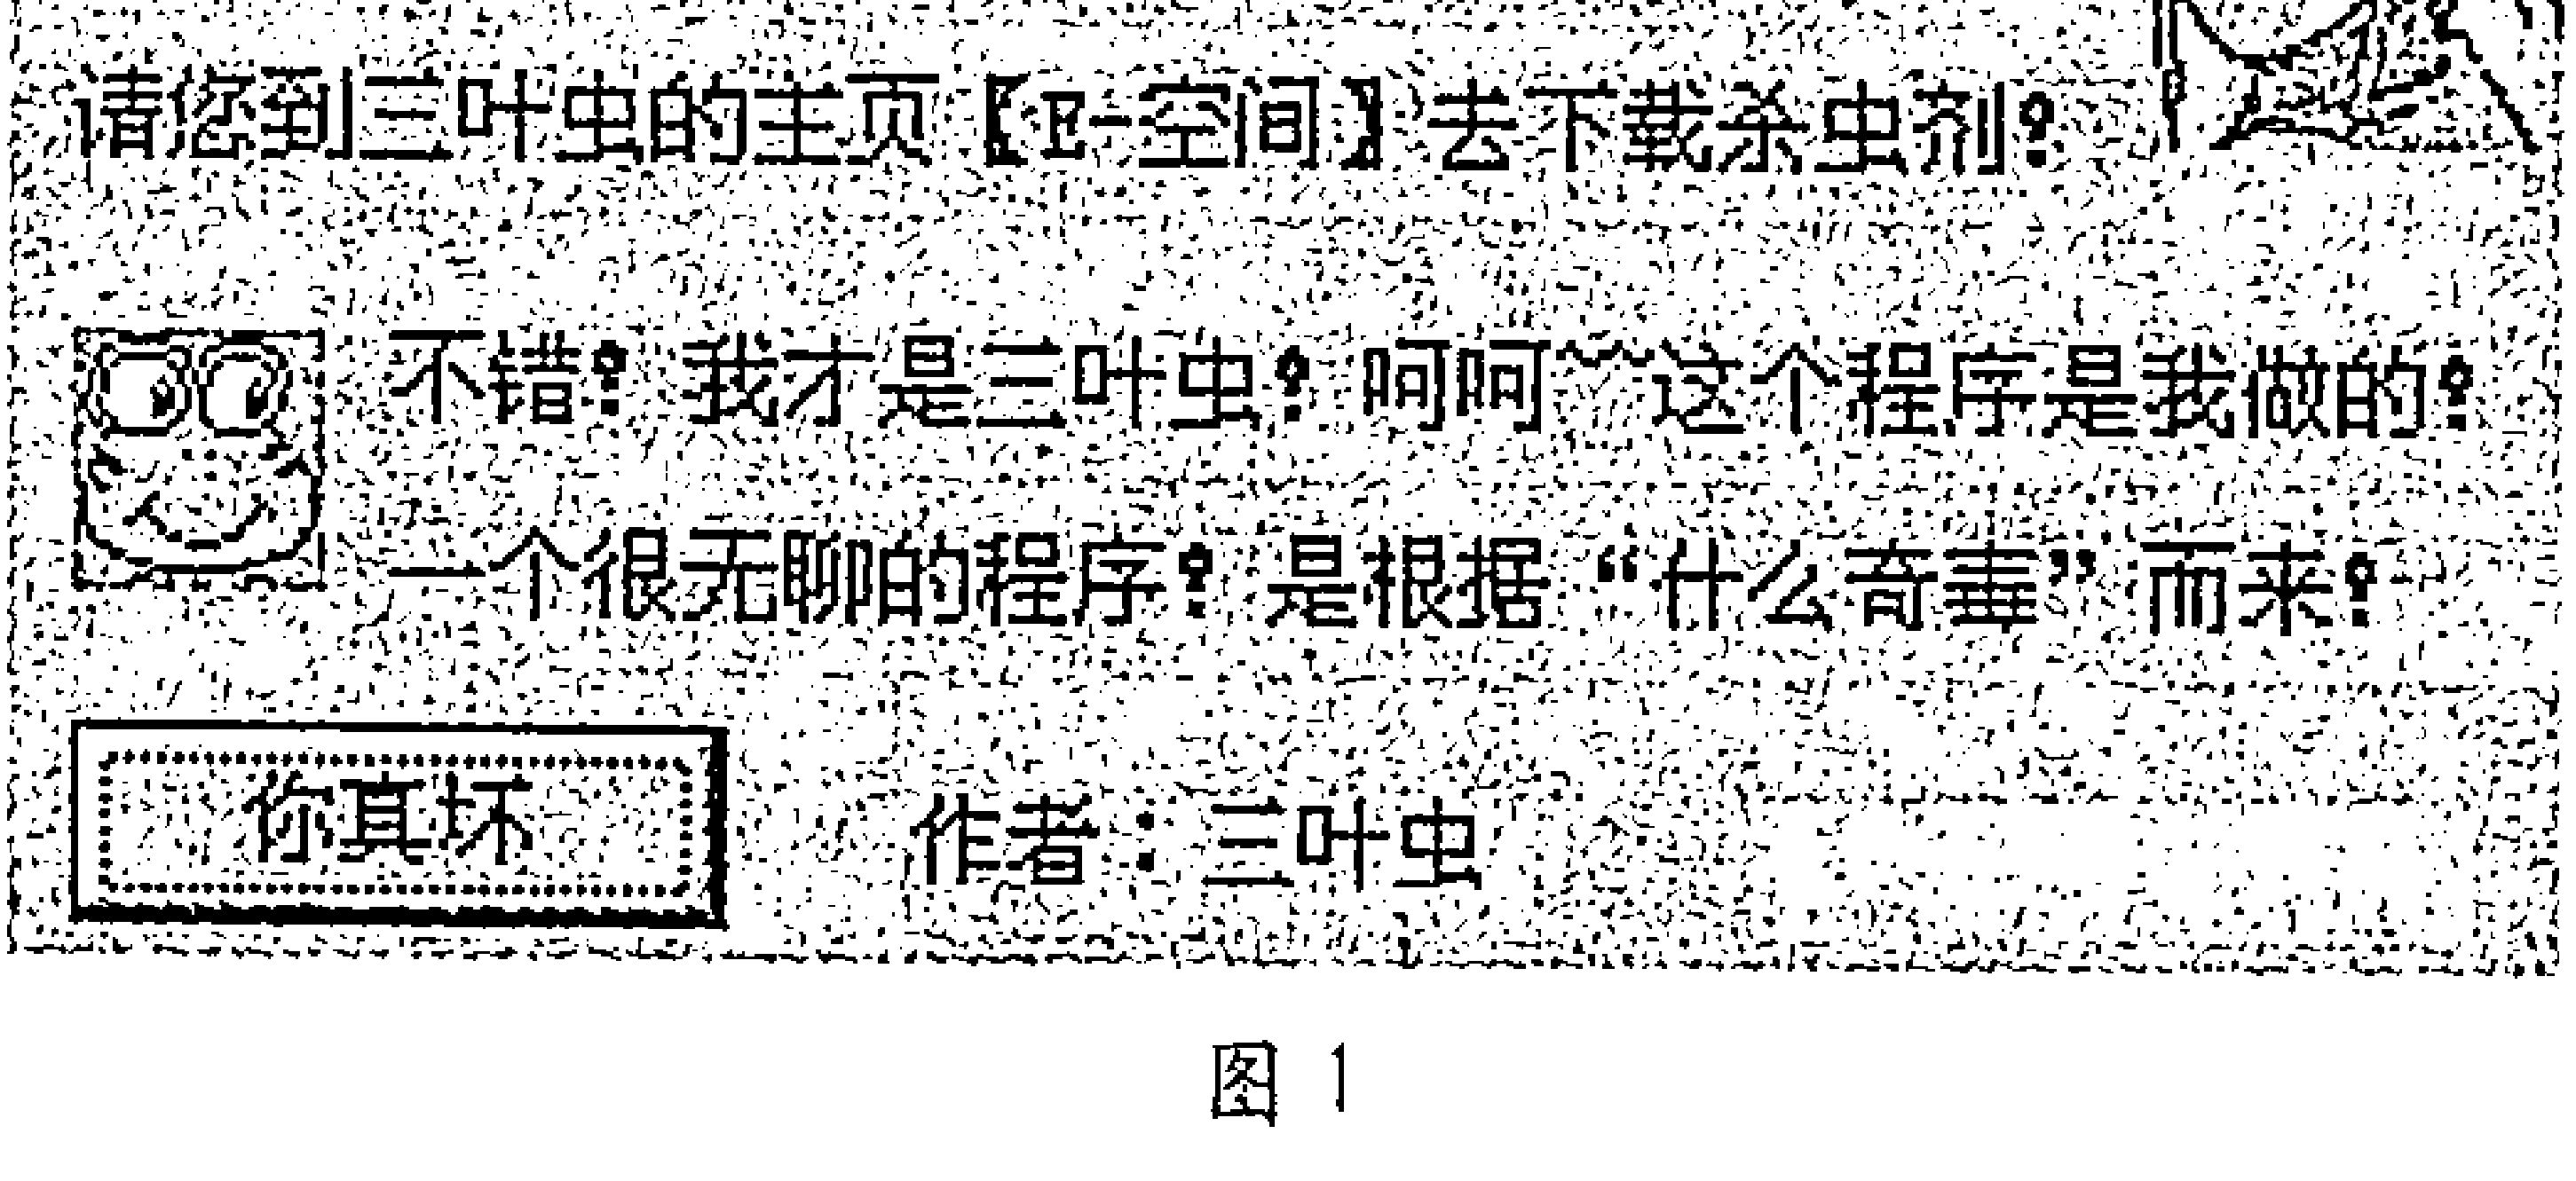 请您到三叶虫的主页【E-空间】去下载杀虫剂!
不错! 我才是三叶虫! 呵呵~~这个程序是我做的!
一个很无聊的程序! 是根据“什么奇毒”而来!
你真坏
作者:三叶虫
图 1